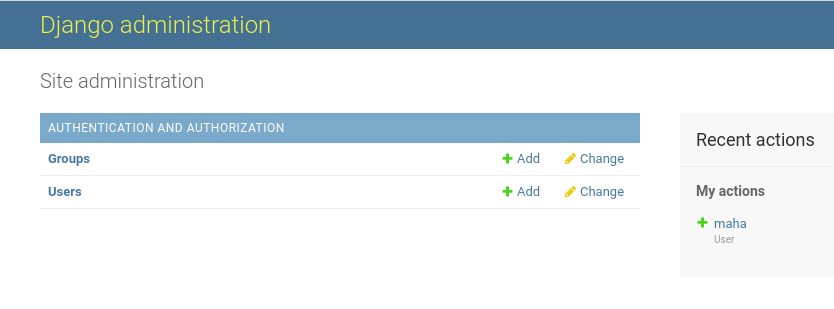 Django administration
Site administration
AUTHENTICATION AND AUTHORIZATION
Groups Add Change
Users Add Change
Recent actions
My actions
maha
User